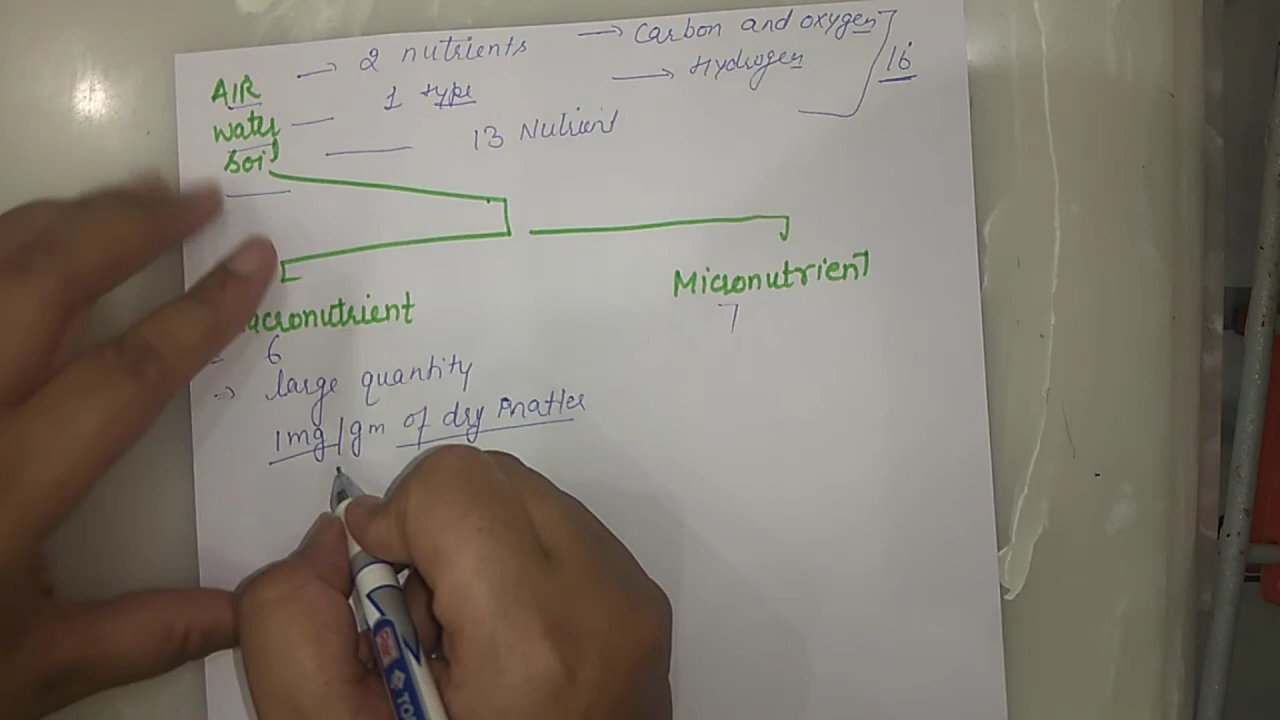 AIR → 2 nutrients → Carbon and oxygen
Water — 1 type → Hydrogen 16
Soil — 13 Nutrient
acronutrient Micronutrient
6 7
→ large quantity
1mg/gm of dry matter